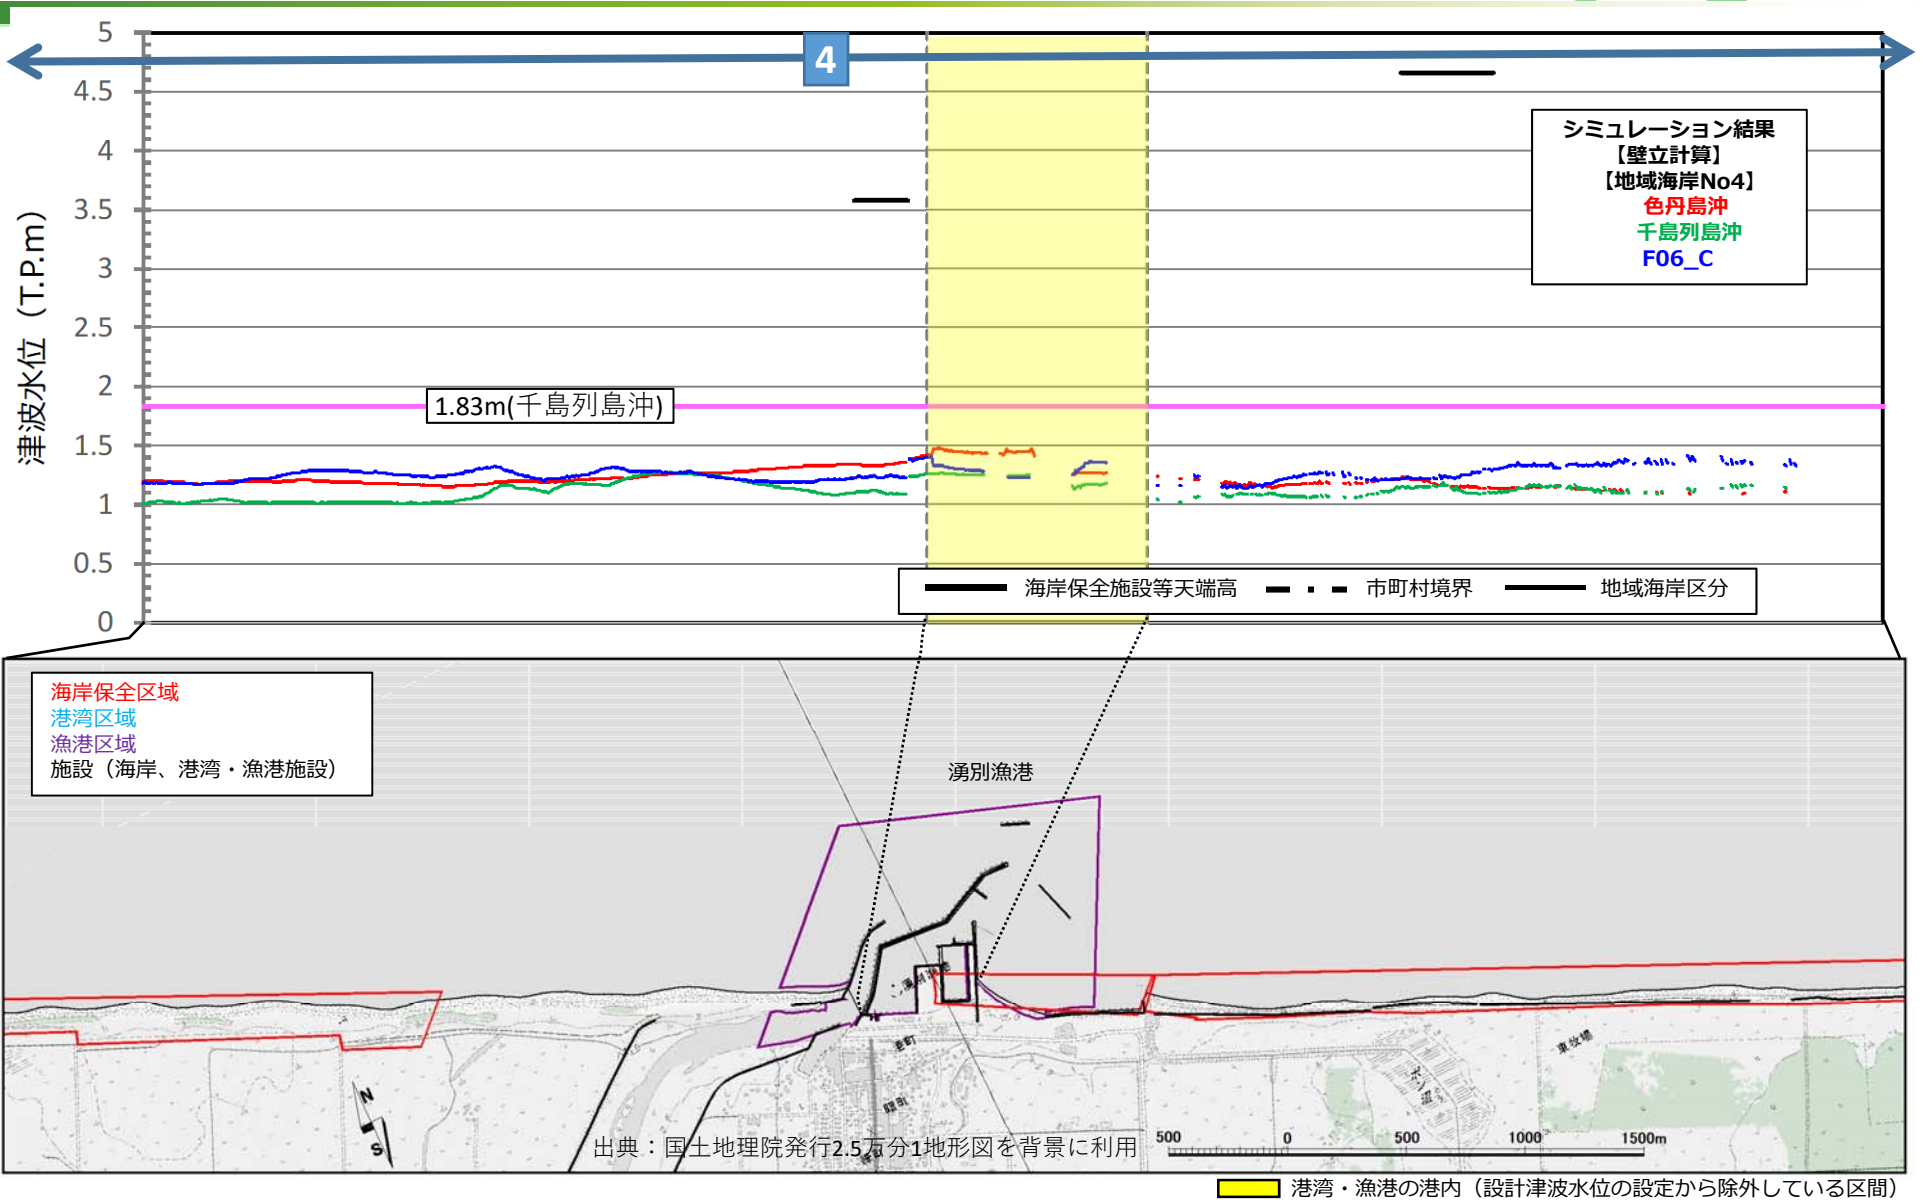 4
5
4.5
4
3.5
3
2.5
2
1.5
1
0.5
0
津波水位（T.P.m）
シミュレーション結果
【壁立計算】
【地域海岸No4】
色丹島沖
千島列島沖
F06_C
1.83m(千島列島沖)
海岸保全施設等天端高 市町村境界 地域海岸区分
海岸保全区域
港湾区域
漁港区域
施設（海岸、港湾・漁港施設）
湧別漁港
湧別漁港
東牧場
N
S
出典：国土地理院発行2.5万分1地形図を背景に利用
500 0 500 1000 1500m
港湾・漁港の港内（設計津波水位の設定から除外している区間）